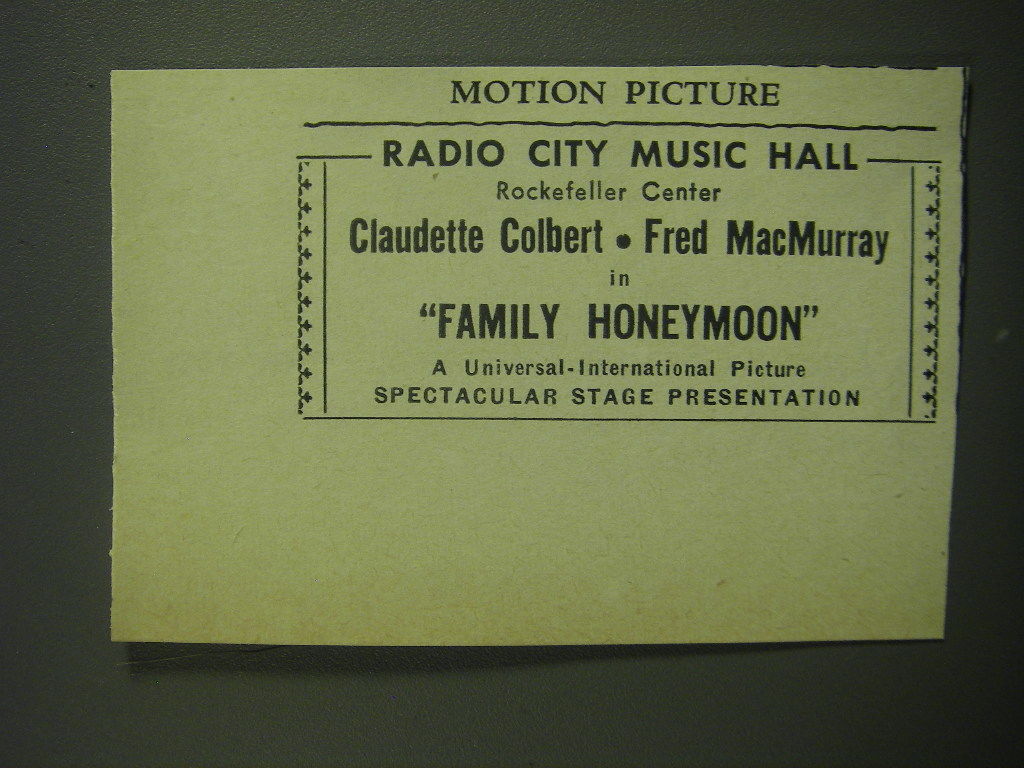 MOTION PICTURE
RADIO CITY MUSIC HALL
Rockefeller Center
Claudette Colbert • Fred MacMurray
in
"FAMILY HONEYMOON"
A Universal-International Picture
SPECTACULAR STAGE PRESENTATION